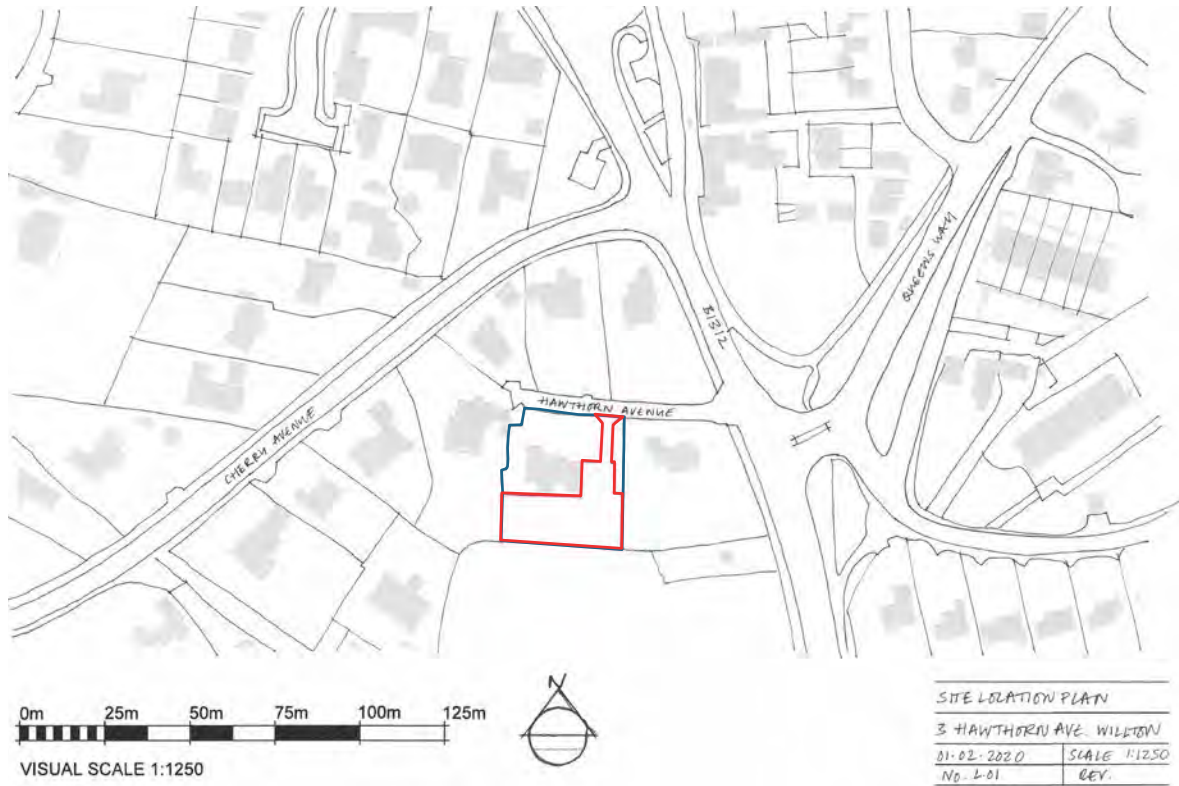 QUEENS WAY
B1312
HAWTHORN AVENUE
CHERRY AVENUE
N
0m 25m 50m 75m 100m 125m
VISUAL SCALE 1:1250
SITE LOCATION PLAN
3 HAWTHORN AVE. WILLTON
01-02-2020 SCALE 1:1250
NO. L-01 REV.